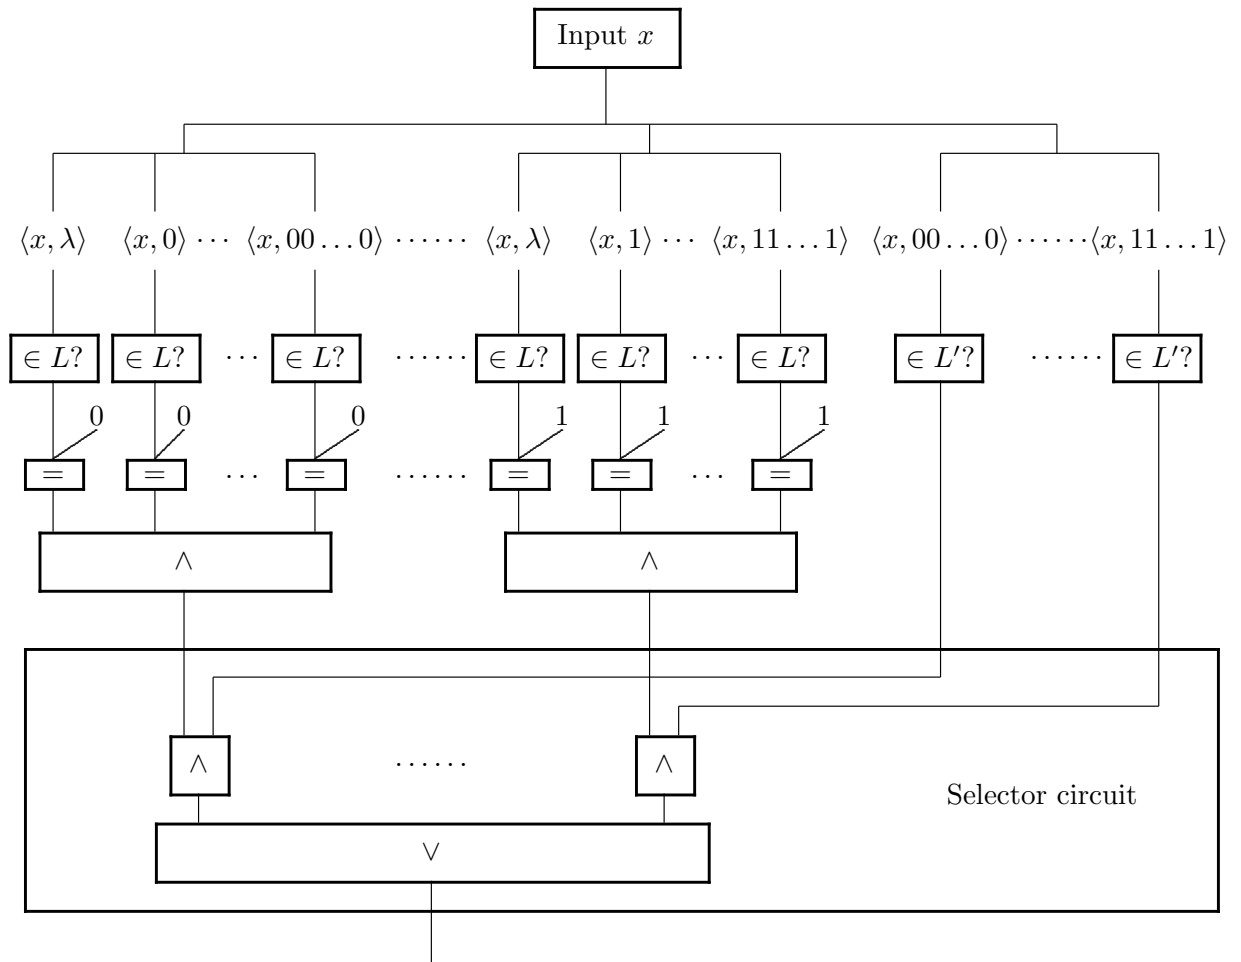 Input x
⟨x, λ⟩ ⟨x, 0⟩ ··· ⟨x, 00...0⟩ ······ ⟨x, λ⟩ ⟨x, 1⟩ ··· ⟨x, 11...1⟩ ⟨x, 00...0⟩ ······ ⟨x, 11...1⟩
∈ L? ∈ L? ··· ∈ L? ······ ∈ L? ∈ L? ··· ∈ L? ∈ L′? ······ ∈ L′?
0 0 0 1 1 1
= = ··· = ······ = = ··· =
∧ ∧
∧ ······ ∧
Selector circuit
∨